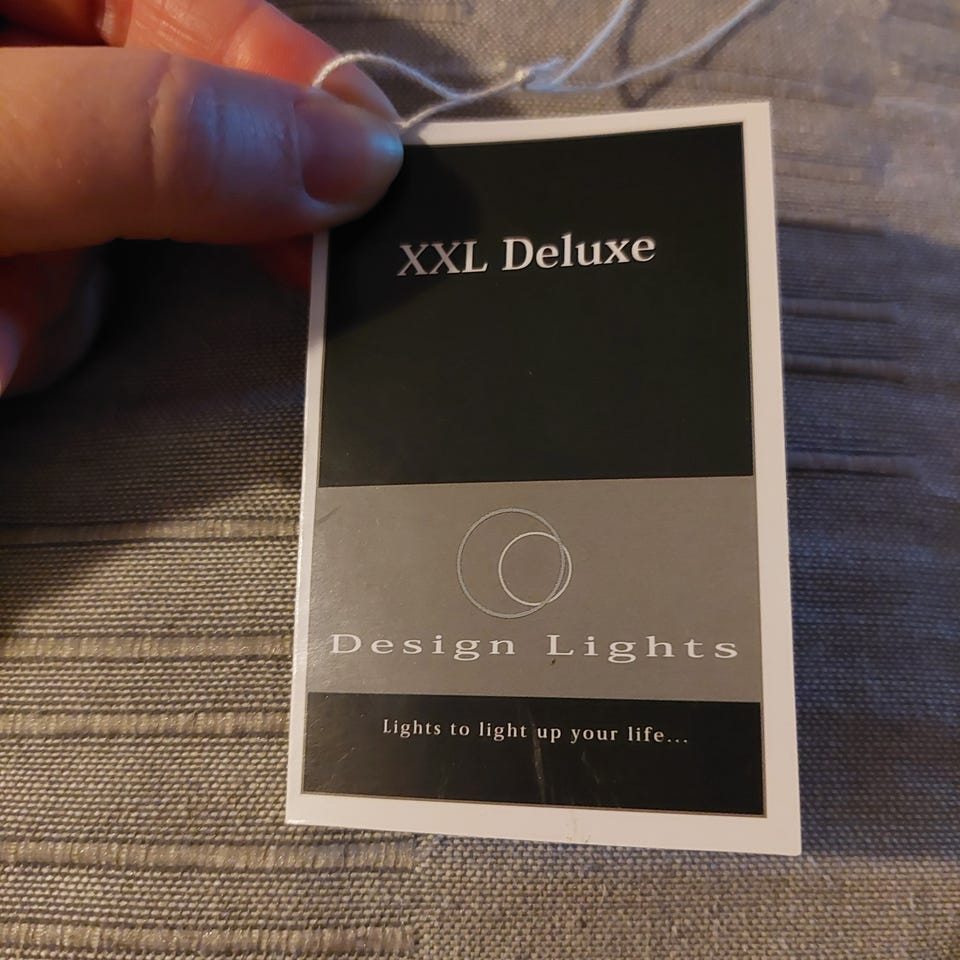 XXL Deluxe
Design Lights
Lights to light up your life...